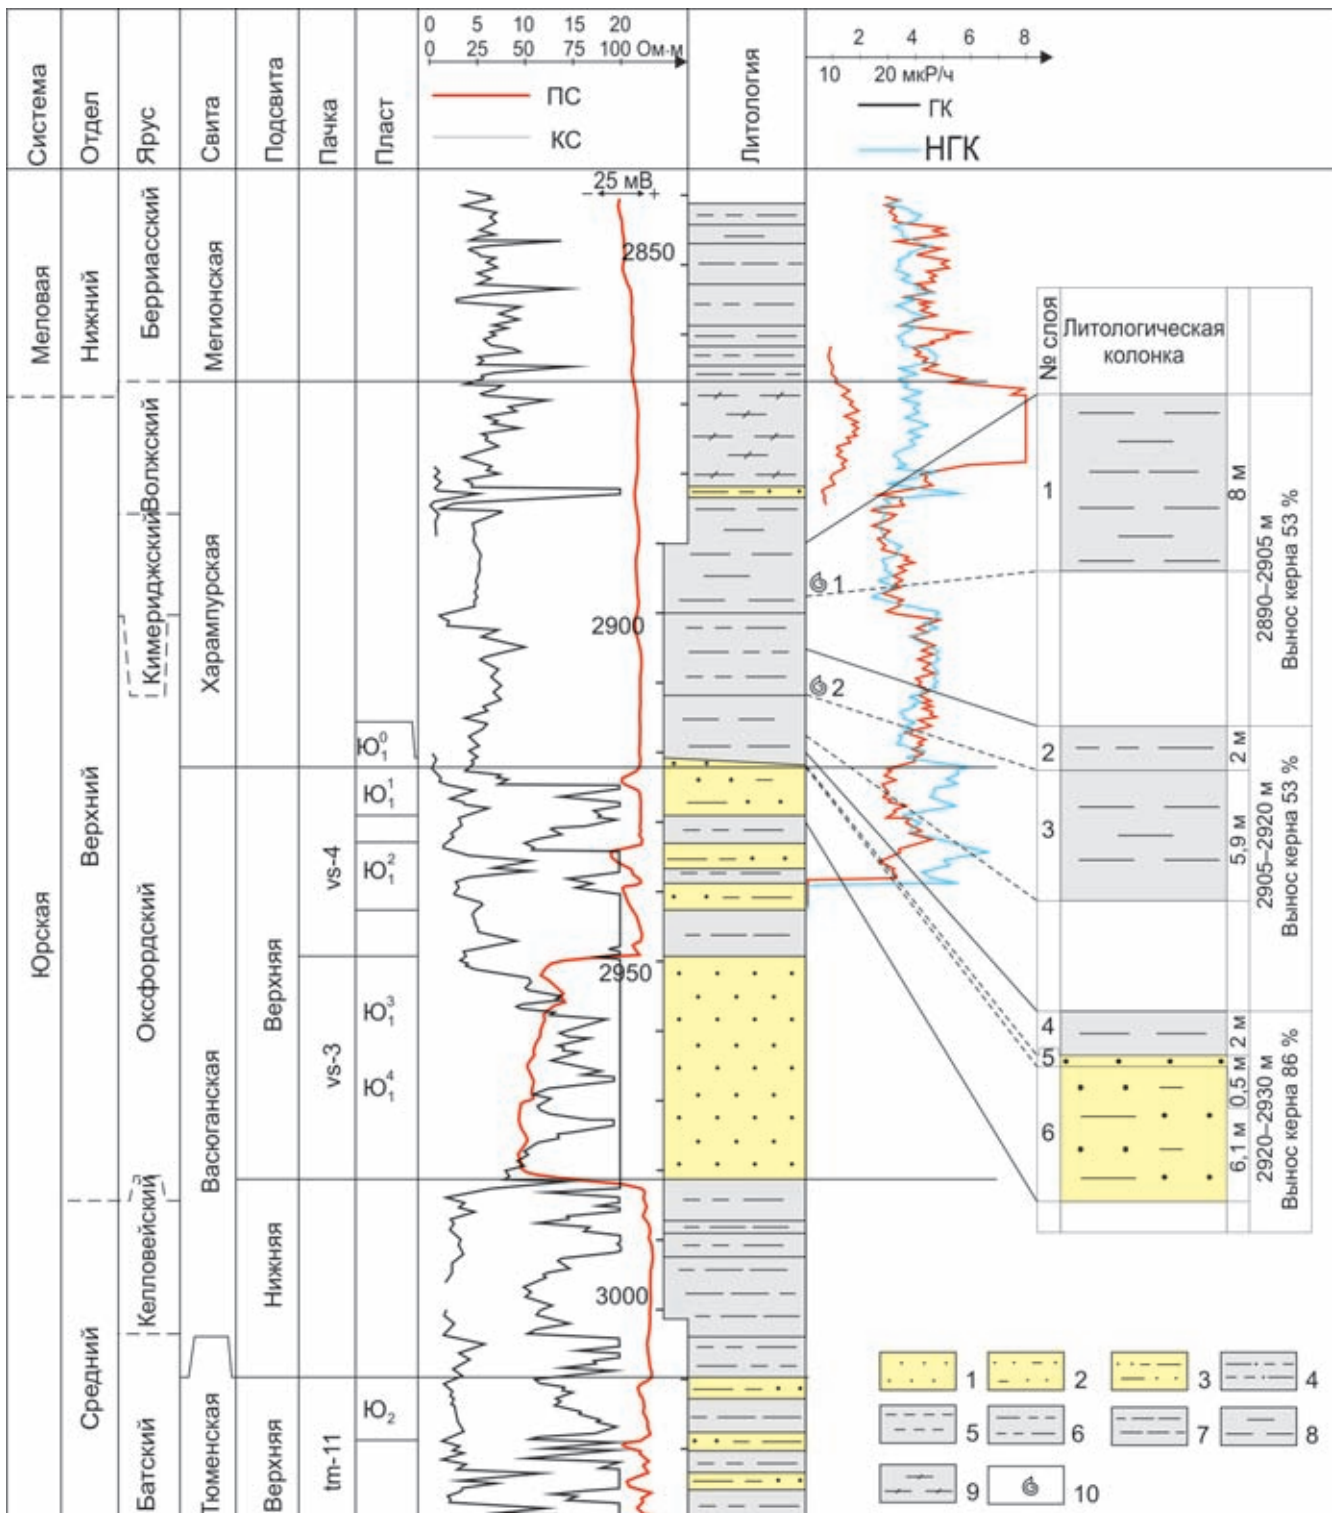 Система
Отдел
Ярус
Свита
Подсвита
Пачка
Пласт
0 5 10 15 20
0 25 50 75 100 Ом·м
ПС
КС
Литология
2 4 6 8
10 20 мкР/ч
ГК
НГК
– 25 мВ +
Меловая
Нижний
Берриасский
Мегионская
2850
№ слоя
Литологическая
колонка
Волжский
Кимериджский
Харампурская
1
8 м
2890–2905 м
Вынос керна 53 %
1
2900
2
2
2 м
3
5,9 м
2905–2920 м
Вынос керна 53 %
Ю₁⁰
Юрская
Верхний
Оксфордский
Васюганская
Верхняя
vs-4
Ю₁¹
Ю₁²
2950
vs-3
Ю₁³
Ю₁⁴
4
2 м
5
0,5 м
6
6,1 м
2920–2930 м
Вынос керна 86 %
Келловейский
Нижняя
3000
Средний
Батский
Тюменская
Верхняя
tm-11
Ю₂
1 2 3 4
5 6 7 8
9 10